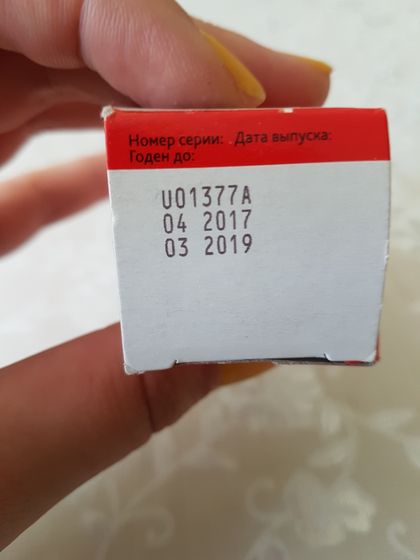 Номер серии: Дата выпуска:
Годен до:
U01377A
04 2017
03 2019